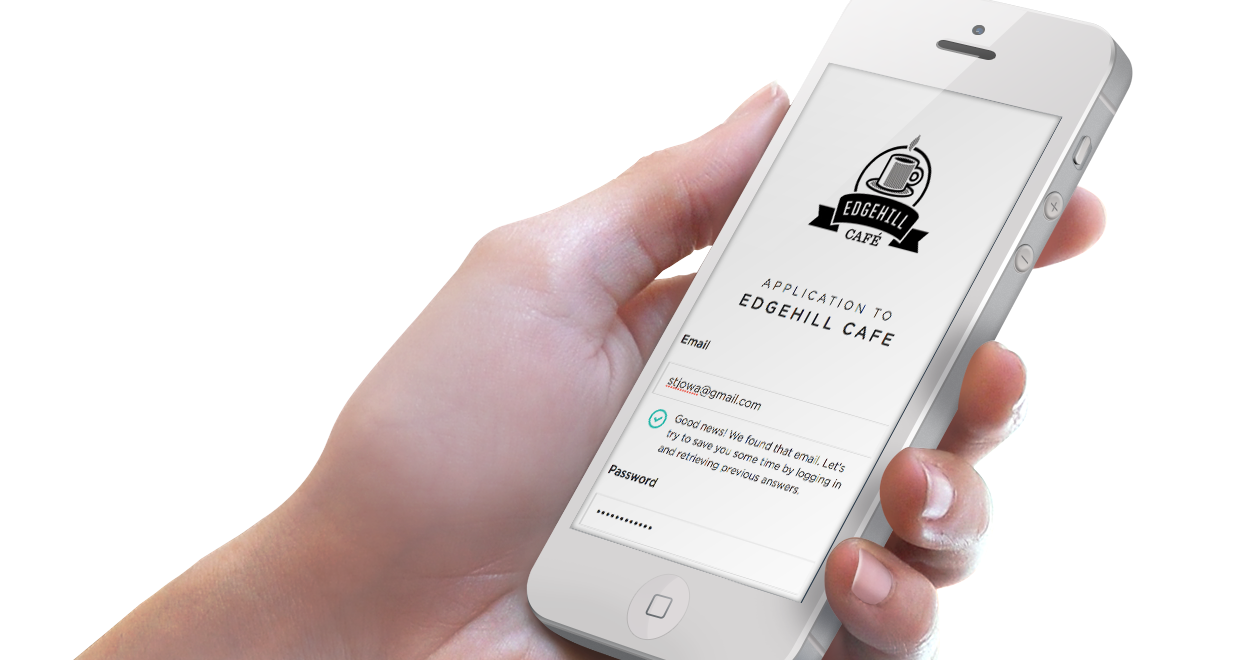 EDGEHILL
CAFÉ
APPLICATION TO
EDGEHILL CAFE
Email
stjowa@gmail.com
Good news! We found that email. Let's
try to save you some time by logging in
and retrieving previous answers.
Password
••••••••••••